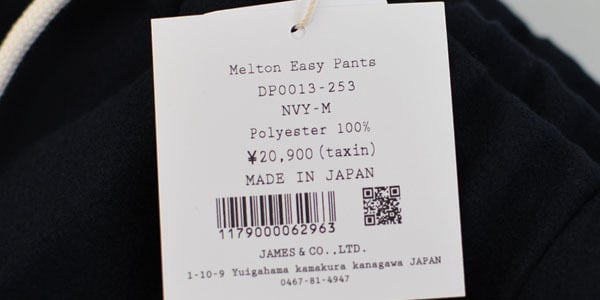 Melton Easy Pants
DP0013-253
NVY-M
Polyester 100%
¥20,900(taxin)
MADE IN JAPAN
1179000062963
JAMES & CO.,LTD.
1-10-9 Yuigahama kamakura kanagawa JAPAN
0467-81-4947